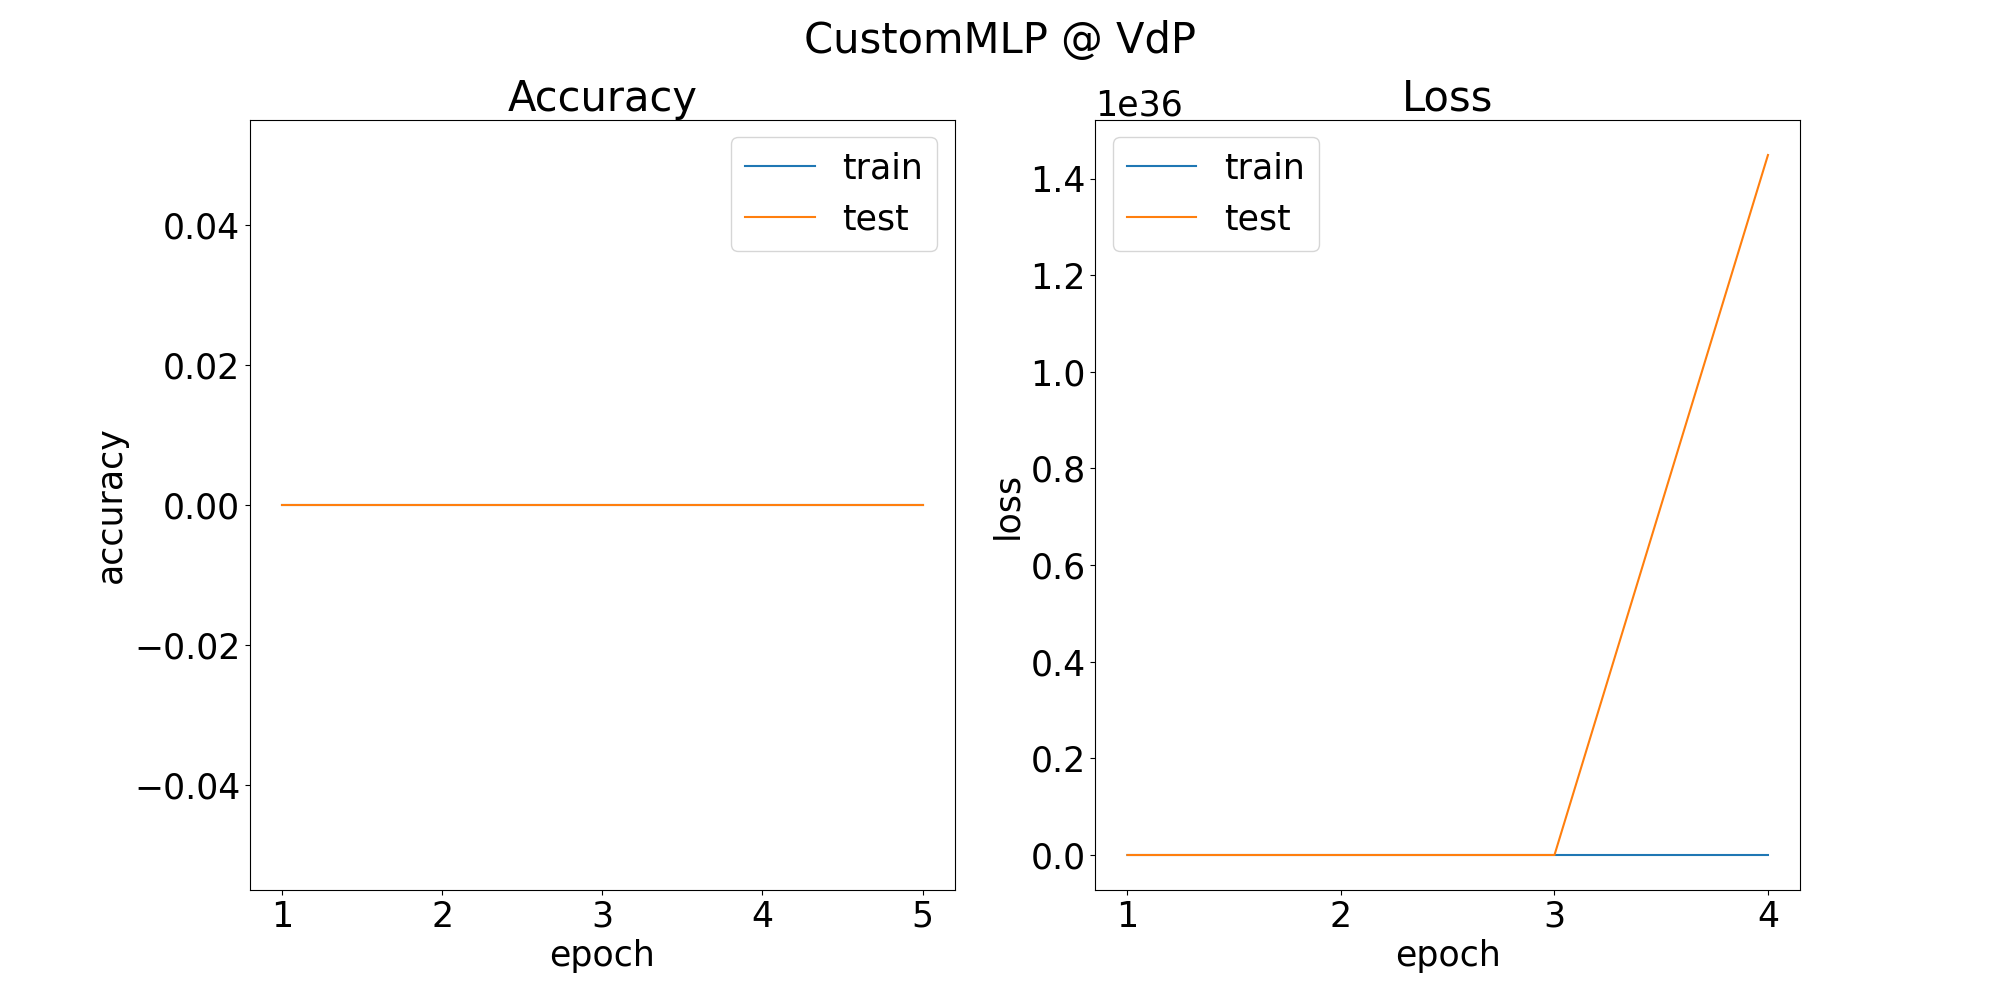 CustomMLP @ VdP
Accuracy
train
test
0.04
0.02
0.00
−0.02
−0.04
accuracy
1 2 3 4 5
epoch
Loss
1e36
train
test
1.4
1.2
1.0
0.8
0.6
0.4
0.2
0.0
loss
1 2 3 4
epoch